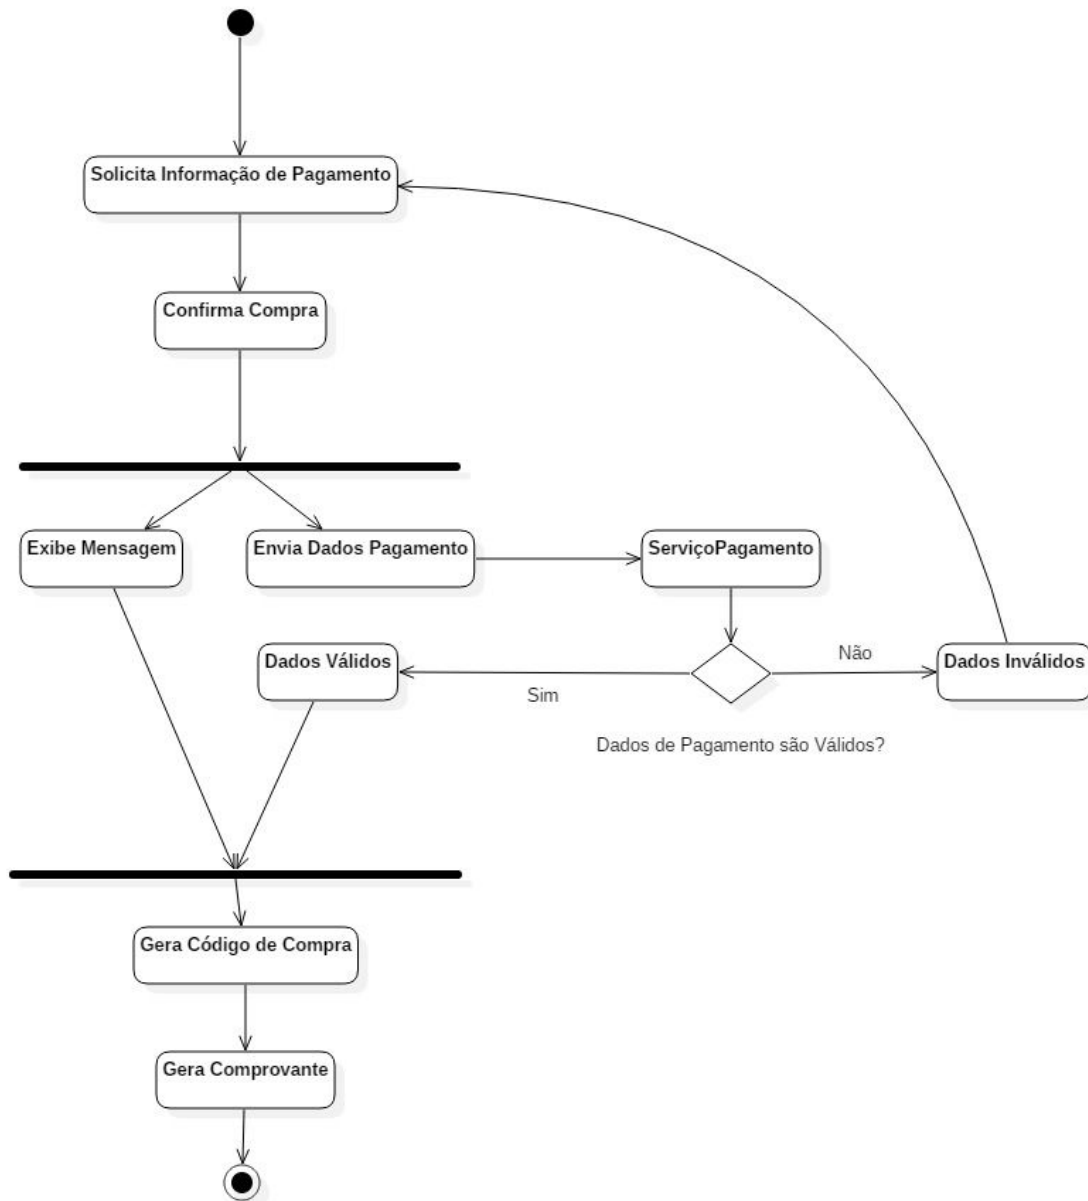 Solicita Informação de Pagamento
Confirma Compra
Exibe Mensagem
Envia Dados Pagamento
ServiçoPagamento
Dados Válidos
Sim
Não
Dados Inválidos
Dados de Pagamento são Válidos?
Gera Código de Compra
Gera Comprovante